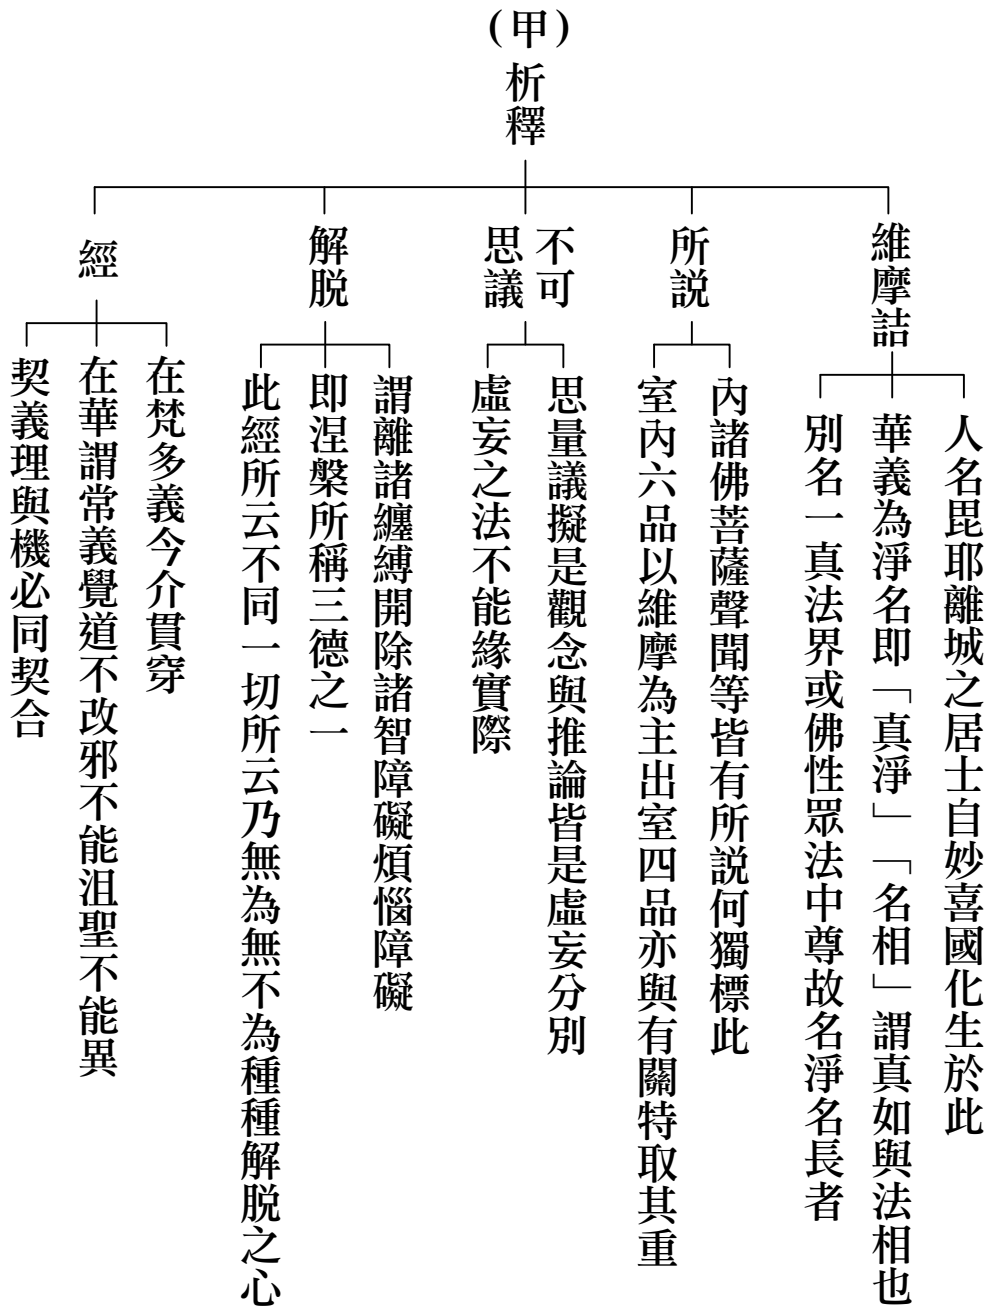 (甲)
析釋
維摩詰
人名毘耶離城之居士自妙喜國化生於此
華義為淨名即「真淨」「名相」謂真如與法相也
別名一真法界或佛性眾法中尊故名淨名長者
所説
內諸佛菩薩聲聞等皆有所説何獨標此
室內六品以維摩為主出室四品亦與有關特取其重
不可
思議
思量議擬是觀念與推論皆是虛妄分別
虛妄之法不能緣實際
解脱
謂離諸纏縛開除諸智障礙煩惱障礙
即涅槃所稱三德之一
此經所云不同一切所云乃無為無不為種種解脱之心
經
在梵多義今介貫穿
在華謂常義覺道不改邪不能沮聖不能異
契義理與機必同契合